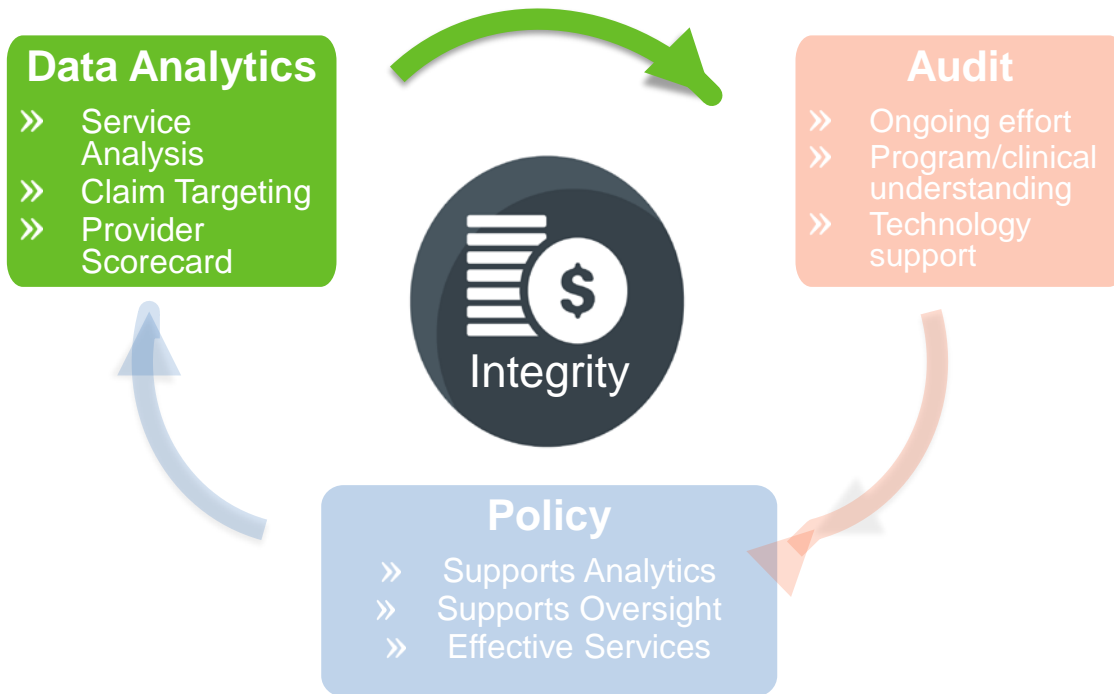 Data Analytics
» Service
Analysis
» Claim Targeting
» Provider
Scorecard
Audit
» Ongoing effort
» Program/clinical
understanding
» Technology
support
$
Integrity
Policy
» Supports Analytics
» Supports Oversight
» Effective Services